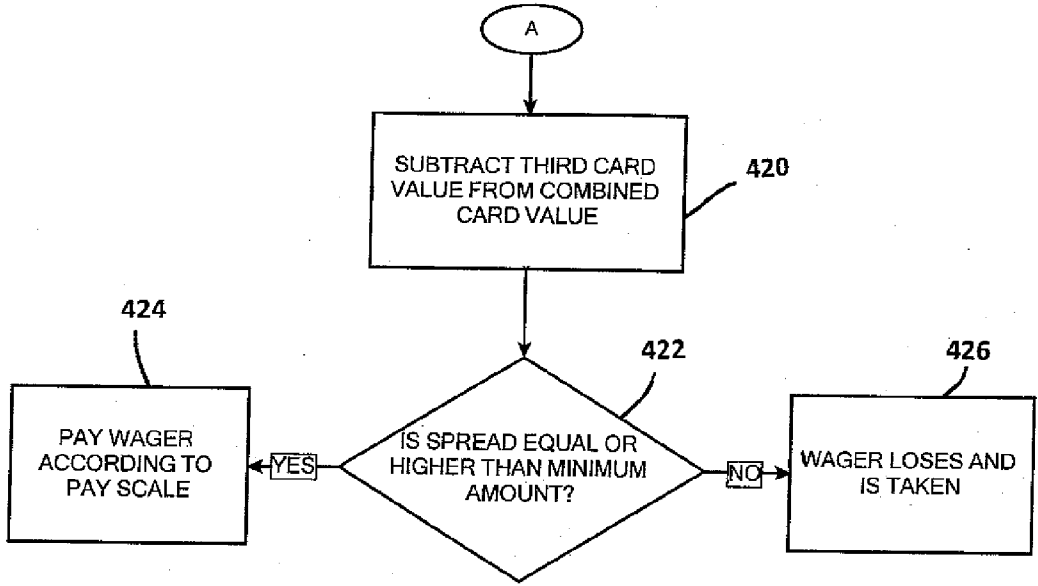 A
SUBTRACT THIRD CARD
VALUE FROM COMBINED
CARD VALUE
420
424
422
426
PAY WAGER
ACCORDING TO
PAY SCALE
YES
IS SPREAD EQUAL OR
HIGHER THAN MINIMUM
AMOUNT?
NO
WAGER LOSES AND
IS TAKEN